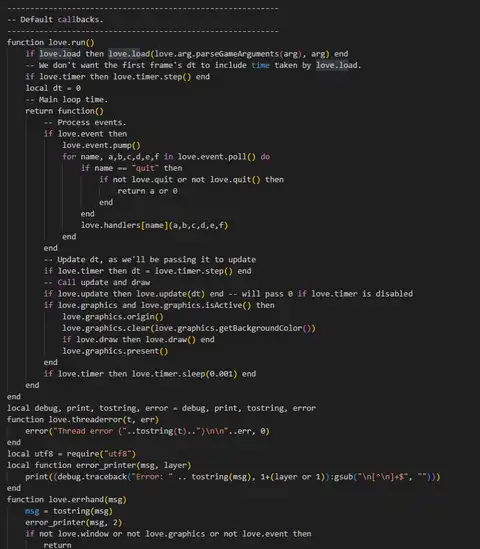 ------------------------------------------------------------
-- Default callbacks.
------------------------------------------------------------
function love.run()
    if love.load then love.load(love.arg.parseGameArguments(arg), arg) end
    -- We don't want the first frame's dt to include time taken by love.load.
    if love.timer then love.timer.step() end
    local dt = 0
    -- Main loop time.
    return function()
        -- Process events.
        if love.event then
            love.event.pump()
            for name, a,b,c,d,e,f in love.event.poll() do
                if name == "quit" then
                    if not love.quit or not love.quit() then
                        return a or 0
                    end
                end
                love.handlers[name](a,b,c,d,e,f)
            end
        end
        -- Update dt, as we'll be passing it to update
        if love.timer then dt = love.timer.step() end
        -- Call update and draw
        if love.update then love.update(dt) end -- will pass 0 if love.timer is disabled
        if love.graphics and love.graphics.isActive() then
            love.graphics.origin()
            love.graphics.clear(love.graphics.getBackgroundColor())
            if love.draw then love.draw() end
            love.graphics.present()
        end
        if love.timer then love.timer.sleep(0.001) end
    end
end
local debug, print, tostring, error = debug, print, tostring, error
function love.threaderror(t, err)
    error("Thread error ("..tostring(t)..")\n\n"..err, 0)
end
local utf8 = require("utf8")
local function error_printer(msg, layer)
    print((debug.traceback("Error: " .. tostring(msg), 1+(layer or 1)):gsub("\n[^\n]+$", "")))
end
function love.errhand(msg)
    msg = tostring(msg)
    error_printer(msg, 2)
    if not love.window or not love.graphics or not love.event then
        return